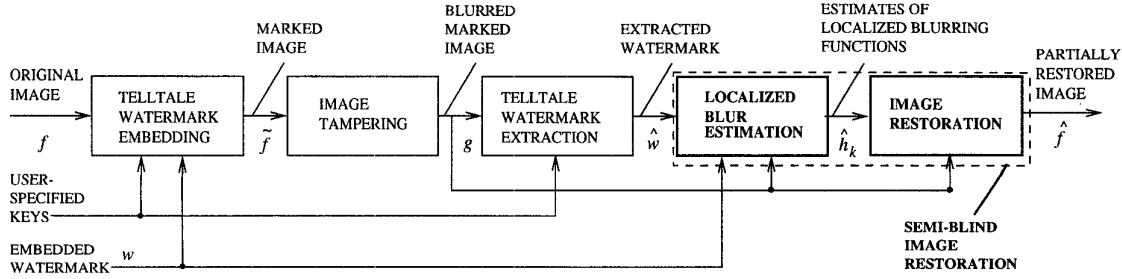 MARKED
IMAGE
BLURRED
MARKED
IMAGE
EXTRACTED
WATERMARK
ESTIMATES OF
LOCALIZED BLURRING
FUNCTIONS
PARTIALLY
RESTORED
IMAGE
ORIGINAL
IMAGE
f
TELLTALE
WATERMARK
EMBEDDING
f̃
IMAGE
TAMPERING
g
TELLTALE
WATERMARK
EXTRACTION
ŵ
LOCALIZED
BLUR
ESTIMATION
ĥₖ
IMAGE
RESTORATION
f̂
USER-
SPECIFIED
KEYS
EMBEDDED
WATERMARK
w
SEMI-BLIND
IMAGE
RESTORATION